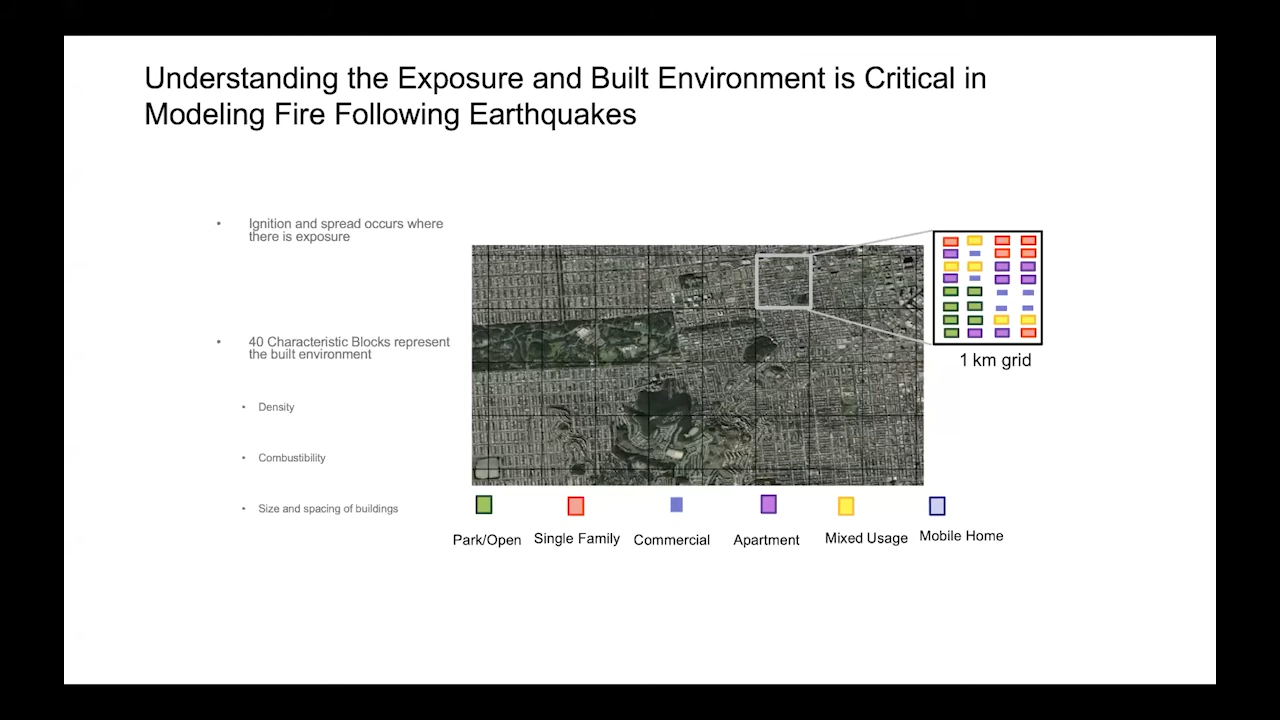 Understanding the Exposure and Built Environment is Critical in
Modeling Fire Following Earthquakes
• Ignition and spread occurs where
there is exposure
• 40 Characteristic Blocks represent
the built environment
• Density
• Combustibility
• Size and spacing of buildings
1 km grid
Park/Open
Single Family
Commercial
Apartment
Mixed Usage
Mobile Home